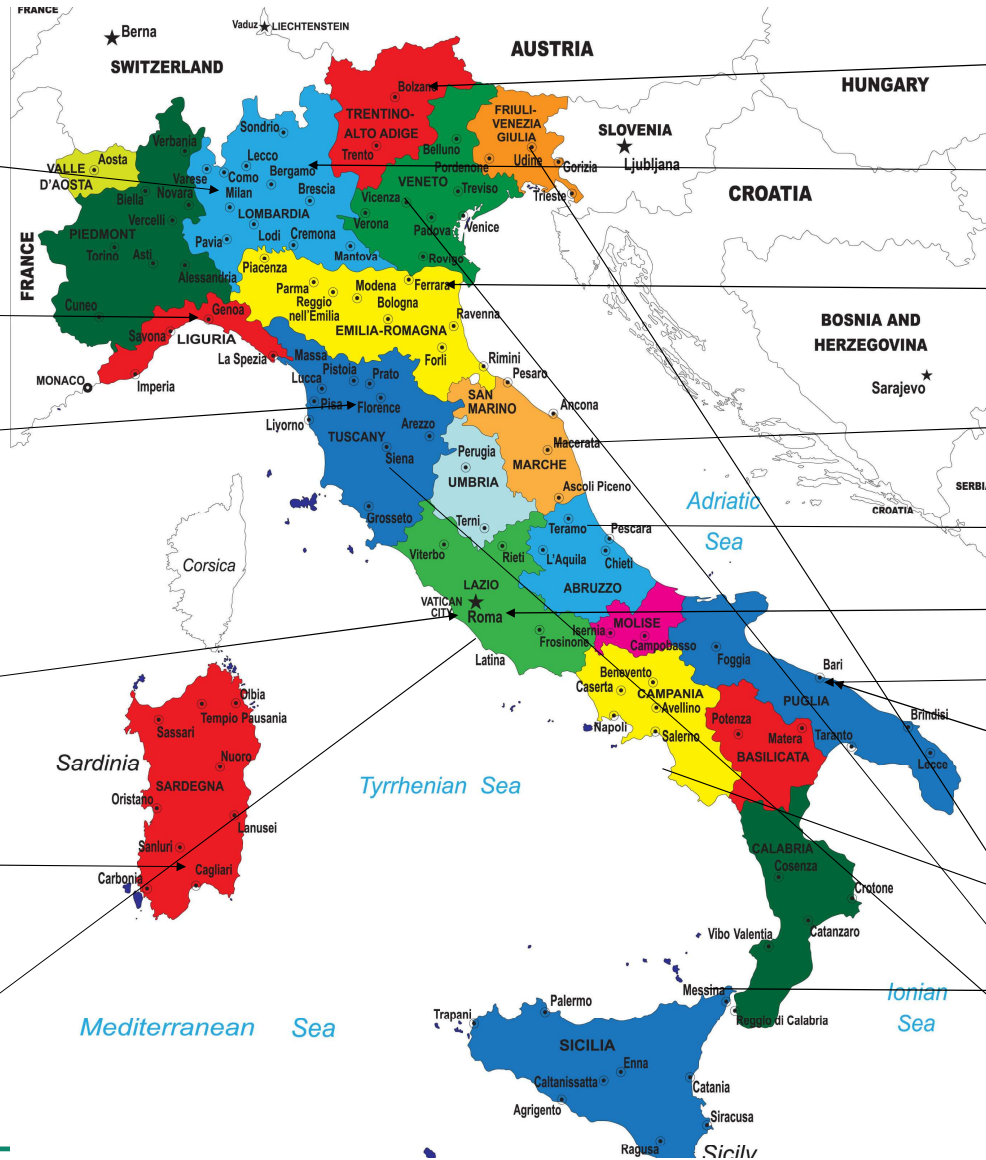 FRANCE
Berna
Vaduz
LIECHTENSTEIN
AUSTRIA
SWITZERLAND
HUNGARY
Bolzano
TRENTINO-
ALTO ADIGE
Trento
FRIULI-
VENEZIA
GIULIA
Udine
Gorizia
Pordenone
Trieste
SLOVENIA
Ljubljana
CROATIA
Sondrio
Lecco
Como
Bergamo
Varese
Milan
Brescia
LOMBARDIA
Lodi
Cremona
Pavia
Mantova
Belluno
VENETO
Treviso
Vicenza
Verona
Padova
Venice
Rovigo
Verbania
Aosta
VALLE
D'AOSTA
Biella
Novara
Vercelli
PIEDMONT
Torino
Asti
Alessandria
Cuneo
FRANCE
Piacenza
Parma
Reggio
nell'Emilia
Modena
Bologna
Ferrara
EMILIA-ROMAGNA
Ravenna
Forli
Rimini
Genoa
Savona
LIGURIA
La Spezia
Imperia
MONACO
BOSNIA AND
HERZEGOVINA
Sarajevo
Massa
Pistoia
Lucca
Prato
Pisa
Florence
Liyorno
Arezzo
TUSCANY
Siena
Grosseto
SAN
MARINO
Pesaro
Ancona
Macerata
MARCHE
Ascoli Piceno
Perugia
UMBRIA
Terni
SERBIA
CROATIA
Adriatic
Sea
Teramo
Pescara
L'Aquila
Chieti
ABRUZZO
Viterbo
Rieti
LAZIO
VATICAN
CITY
Roma
Frosinone
Latina
Corsica
Isernia
MOLISE
Campobasso
Foggia
Bari
PUGLIA
Brindisi
Taranto
Lecce
Benevento
Caserta
CAMPANIA
Avellino
Napoli
Salerno
Potenza
Matera
BASILICATA
Olbia
Tempio Pausania
Sassari
Nuoro
Sardinia
SARDEGNA
Oristano
Lanusei
Sanluri
Carbonia
Cagliari
Tyrrhenian Sea
CALABRIA
Cosenza
Crotone
Catanzaro
Vibo Valentia
Reggio di Calabria
Ionian
Sea
Mediterranean Sea
Messina
Palermo
Trapani
SICILIA
Enna
Caltanissatta
Catania
Agrigento
Siracusa
Ragusa
Sicily